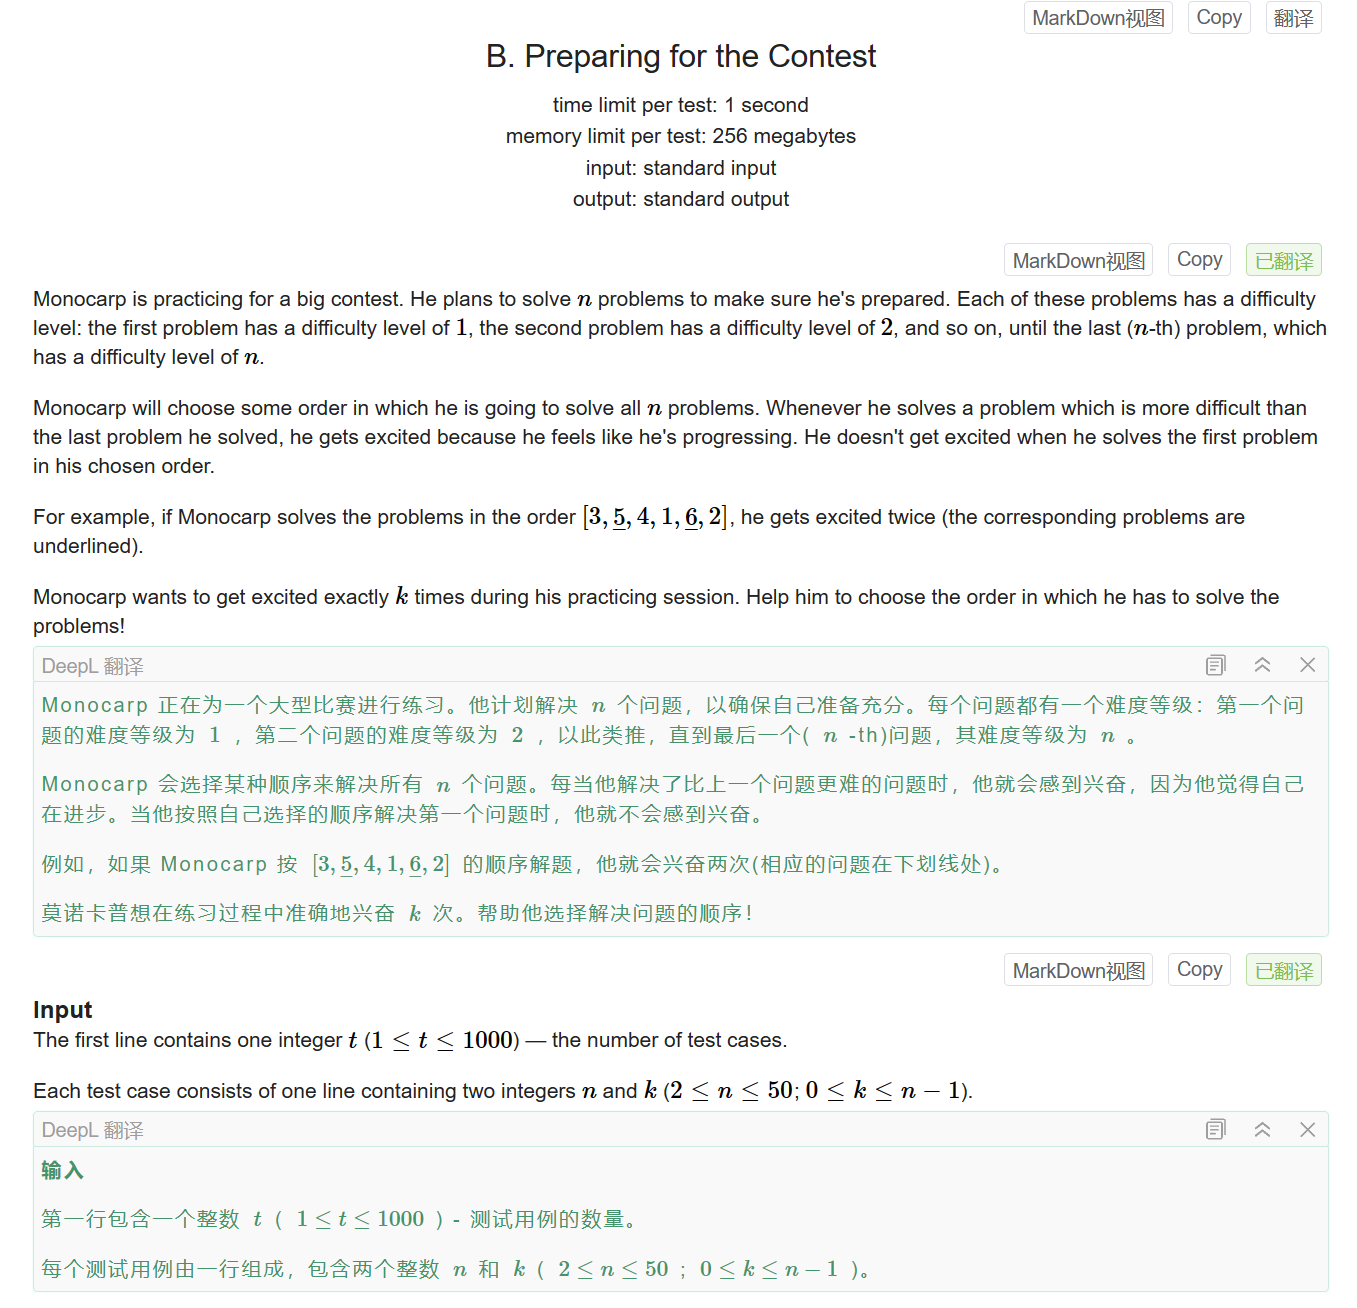 MarkDown视图 Copy 翻译
B. Preparing for the Contest
time limit per test: 1 second
memory limit per test: 256 megabytes
input: standard input
output: standard output
MarkDown视图 Copy 已翻译
Monocarp is practicing for a big contest. He plans to solve n problems to make sure he's prepared. Each of these problems has a difficulty
level: the first problem has a difficulty level of 1, the second problem has a difficulty level of 2, and so on, until the last (n-th) problem, which
has a difficulty level of n.
Monocarp will choose some order in which he is going to solve all n problems. Whenever he solves a problem which is more difficult than
the last problem he solved, he gets excited because he feels like he's progressing. He doesn't get excited when he solves the first problem
in his chosen order.
For example, if Monocarp solves the problems in the order [3, 5, 4, 1, 6, 2], he gets excited twice (the corresponding problems are
underlined).
Monocarp wants to get excited exactly k times during his practicing session. Help him to choose the order in which he has to solve the
problems!
DeepL 翻译
Monocarp 正在为一个大型比赛进行练习。他计划解决 n 个问题，以确保自己准备充分。每个问题都有一个难度等级：第一个问
题的难度等级为 1 ，第二个问题的难度等级为 2 ，以此类推，直到最后一个( n -th)问题，其难度等级为 n 。
Monocarp 会选择某种顺序来解决所有 n 个问题。每当他解决了比上一个问题更难的问题时，他就会感到兴奋，因为他觉得自己
在进步。当他按照自己选择的顺序解决第一个问题时，他就不会感到兴奋。
例如，如果 Monocarp 按 [3, 5, 4, 1, 6, 2] 的顺序解题，他就会兴奋两次(相应的问题在下划线处)。
莫诺卡普想在练习过程中准确地兴奋 k 次。帮助他选择解决问题的顺序！
MarkDown视图 Copy 已翻译
Input
The first line contains one integer t (1 ≤ t ≤ 1000) — the number of test cases.
Each test case consists of one line containing two integers n and k (2 ≤ n ≤ 50; 0 ≤ k ≤ n − 1).
DeepL 翻译
输入
第一行包含一个整数 t ( 1 ≤ t ≤ 1000 ) - 测试用例的数量。
每个测试用例由一行组成，包含两个整数 n 和 k ( 2 ≤ n ≤ 50 ; 0 ≤ k ≤ n − 1 )。